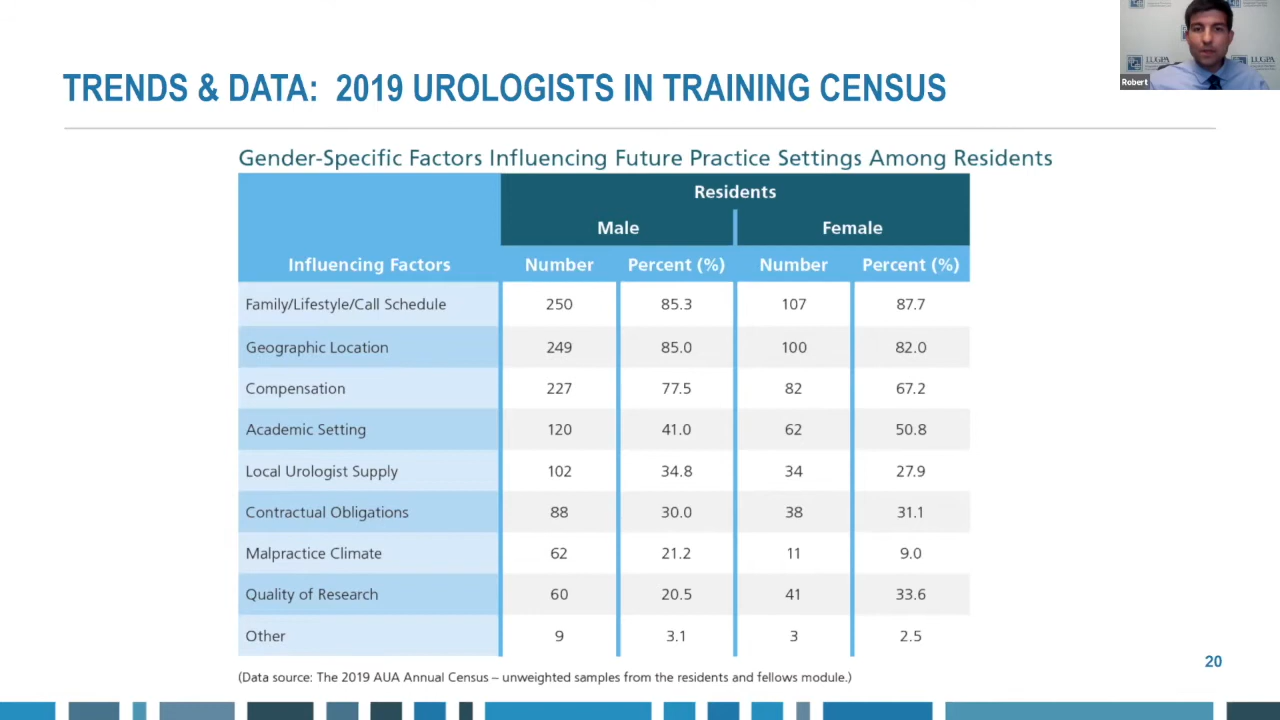 TRENDS & DATA: 2019 UROLOGISTS IN TRAINING CENSUS
LUGPA
LUGPA
Robert
Gender-Specific Factors Influencing Future Practice Settings Among Residents
Residents
Male Female
Influencing Factors Number Percent (%) Number Percent (%)
Family/Lifestyle/Call Schedule 250 85.3 107 87.7
Geographic Location 249 85.0 100 82.0
Compensation 227 77.5 82 67.2
Academic Setting 120 41.0 62 50.8
Local Urologist Supply 102 34.8 34 27.9
Contractual Obligations 88 30.0 38 31.1
Malpractice Climate 62 21.2 11 9.0
Quality of Research 60 20.5 41 33.6
Other 9 3.1 3 2.5
20
(Data source: The 2019 AUA Annual Census – unweighted samples from the residents and fellows module.)